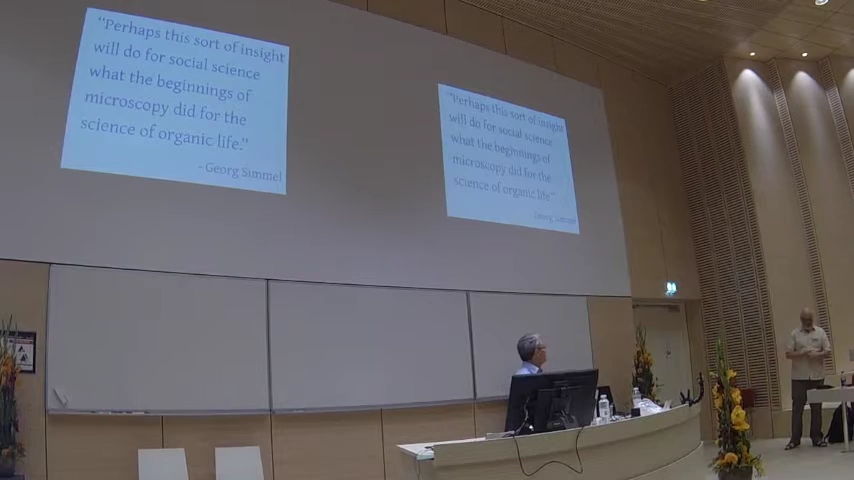 “Perhaps this sort of insight
will do for social science
what the beginnings of
microscopy did for the
science of organic life.”
- Georg Simmel
“Perhaps this sort of insight
will do for social science
what the beginnings of
microscopy did for the
science of organic life.”
- Georg Simmel